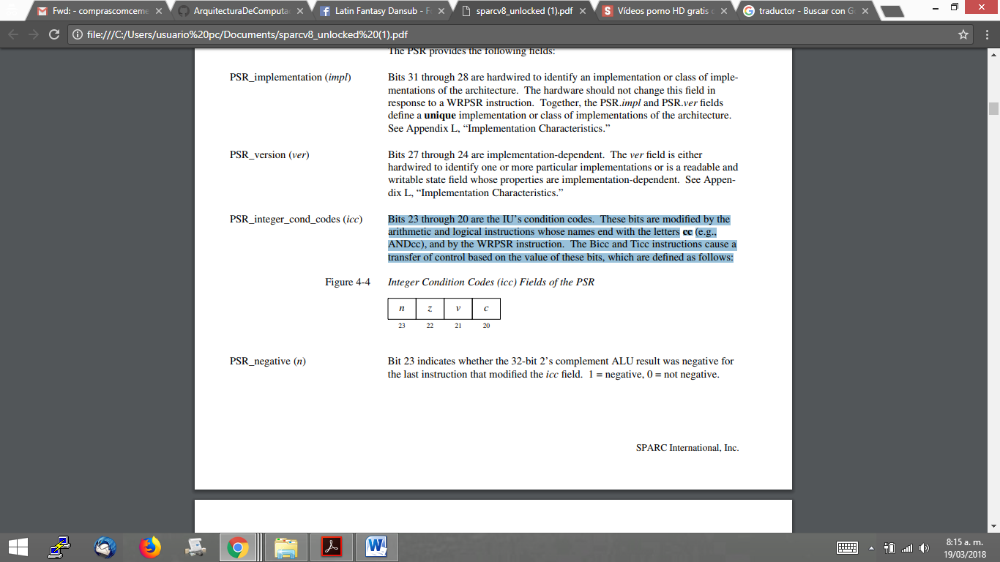 Fwd: - comprascomceme
ArquitecturaDeComputa
Latin Fantasy Dansub - F
sparcv8_unlocked (1).pdf
Vídeos porno HD gratis
traductor - Buscar con G
file:///C:/Users/usuario%20pc/Documents/sparcv8_unlocked%20(1).pdf
The PSR provides the following fields:
PSR_implementation (impl)
Bits 31 through 28 are hardwired to identify an implementation or class of imple-
mentations of the architecture. The hardware should not change this field in
response to a WRPSR instruction. Together, the PSR.impl and PSR.ver fields
define a unique implementation or class of implementations of the architecture.
See Appendix L, “Implementation Characteristics.”
PSR_version (ver)
Bits 27 through 24 are implementation-dependent. The ver field is either
hardwired to identify one or more particular implementations or is a readable and
writable state field whose properties are implementation-dependent. See Appen-
dix L, “Implementation Characteristics.”
PSR_integer_cond_codes (icc)
Bits 23 through 20 are the IU’s condition codes. These bits are modified by the
arithmetic and logical instructions whose names end with the letters cc (e.g.,
ANDcc), and by the WRPSR instruction. The Bicc and Ticc instructions cause a
transfer of control based on the value of these bits, which are defined as follows:
Figure 4-4 Integer Condition Codes (icc) Fields of the PSR
n z v c
23 22 21 20
PSR_negative (n)
Bit 23 indicates whether the 32-bit 2’s complement ALU result was negative for
the last instruction that modified the icc field. 1 = negative, 0 = not negative.
SPARC International, Inc.
8:15 a. m.
19/03/2018